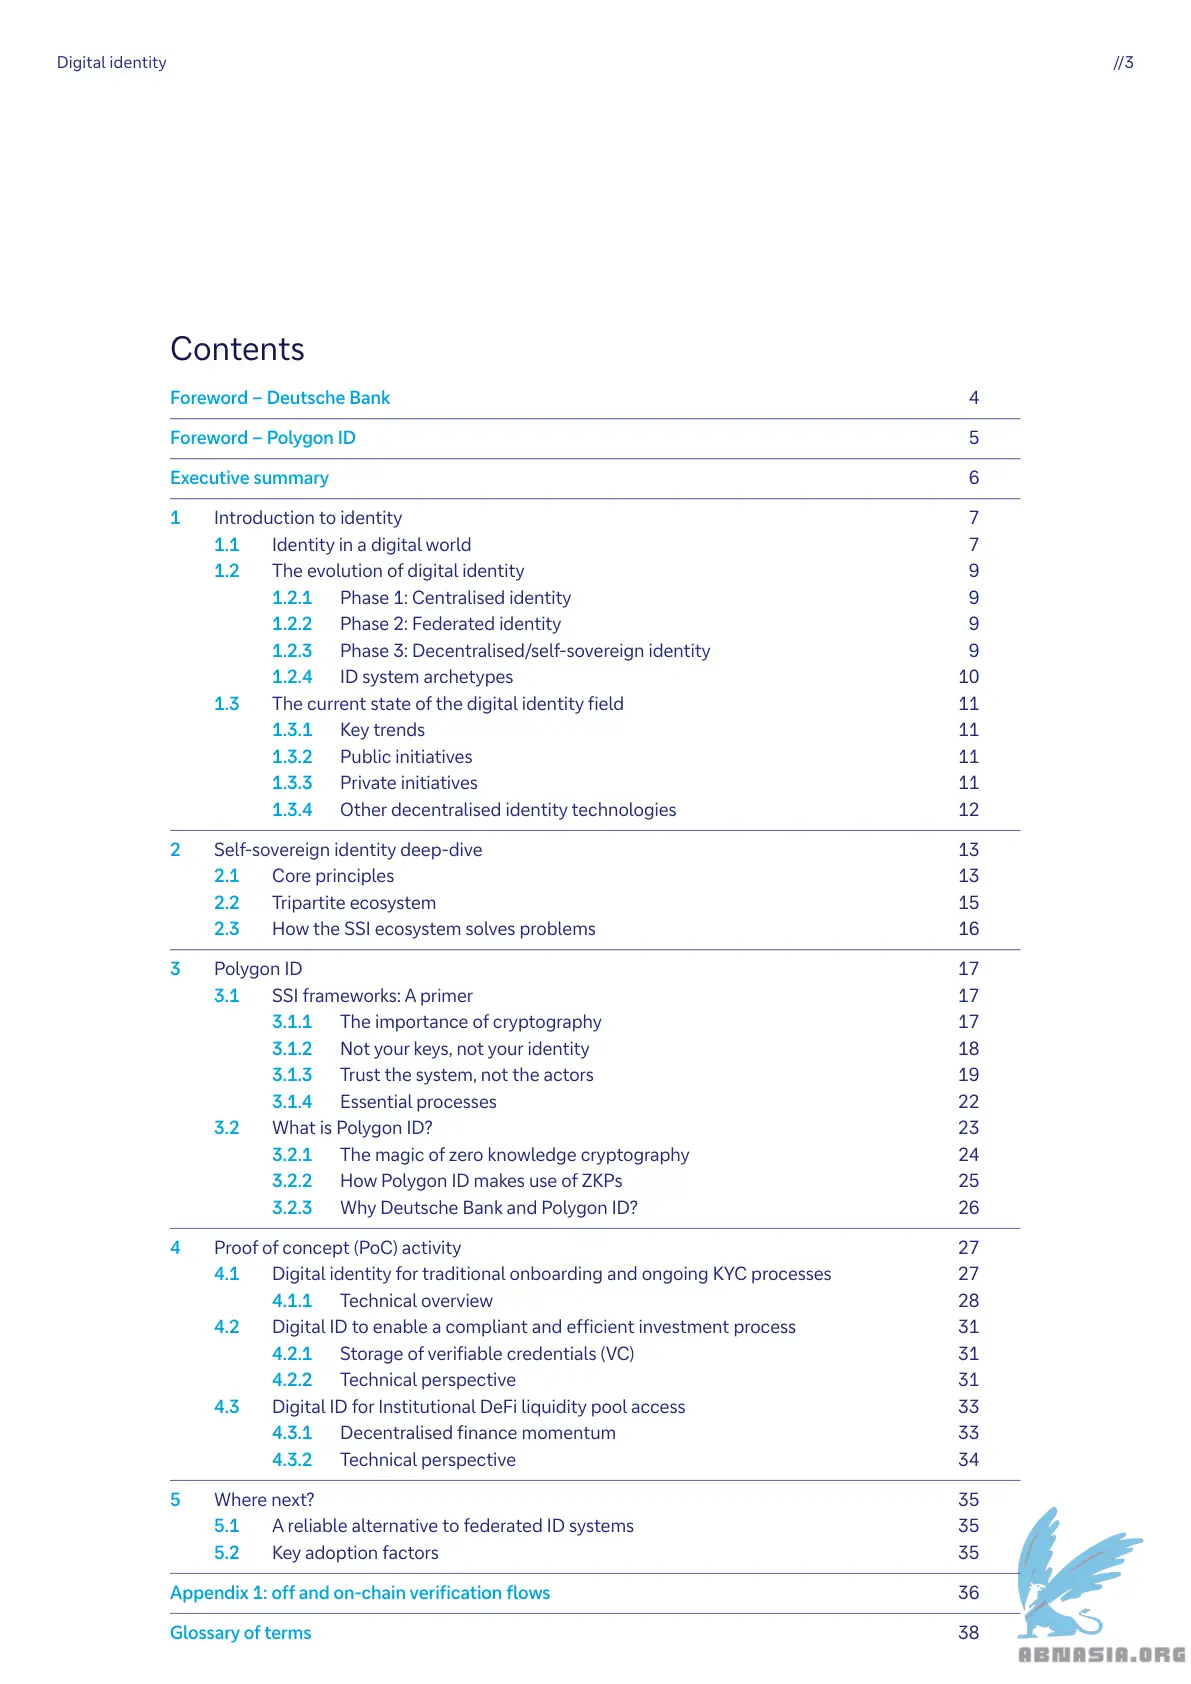 Digital identity //3
Contents
Foreword – Deutsche Bank 4
Foreword – Polygon ID 5
Executive summary 6
1 Introduction to identity 7
1.1 Identity in a digital world 7
1.2 The evolution of digital identity 9
1.2.1 Phase 1: Centralised identity 9
1.2.2 Phase 2: Federated identity 9
1.2.3 Phase 3: Decentralised/self-sovereign identity 9
1.2.4 ID system archetypes 10
1.3 The current state of the digital identity field 11
1.3.1 Key trends 11
1.3.2 Public initiatives 11
1.3.3 Private initiatives 11
1.3.4 Other decentralised identity technologies 12
2 Self-sovereign identity deep-dive 13
2.1 Core principles 13
2.2 Tripartite ecosystem 15
2.3 How the SSI ecosystem solves problems 16
3 Polygon ID 17
3.1 SSI frameworks: A primer 17
3.1.1 The importance of cryptography 17
3.1.2 Not your keys, not your identity 18
3.1.3 Trust the system, not the actors 19
3.1.4 Essential processes 22
3.2 What is Polygon ID? 23
3.2.1 The magic of zero knowledge cryptography 24
3.2.2 How Polygon ID makes use of ZKPs 25
3.2.3 Why Deutsche Bank and Polygon ID? 26
4 Proof of concept (PoC) activity 27
4.1 Digital identity for traditional onboarding and ongoing KYC processes 27
4.1.1 Technical overview 28
4.2 Digital ID to enable a compliant and efficient investment process 31
4.2.1 Storage of verifiable credentials (VC) 31
4.2.2 Technical perspective 31
4.3 Digital ID for Institutional DeFi liquidity pool access 33
4.3.1 Decentralised finance momentum 33
4.3.2 Technical perspective 34
5 Where next? 35
5.1 A reliable alternative to federated ID systems 35
5.2 Key adoption factors 35
Appendix 1: off and on-chain verification flows 36
Glossary of terms 38
ABNASIA.ORG